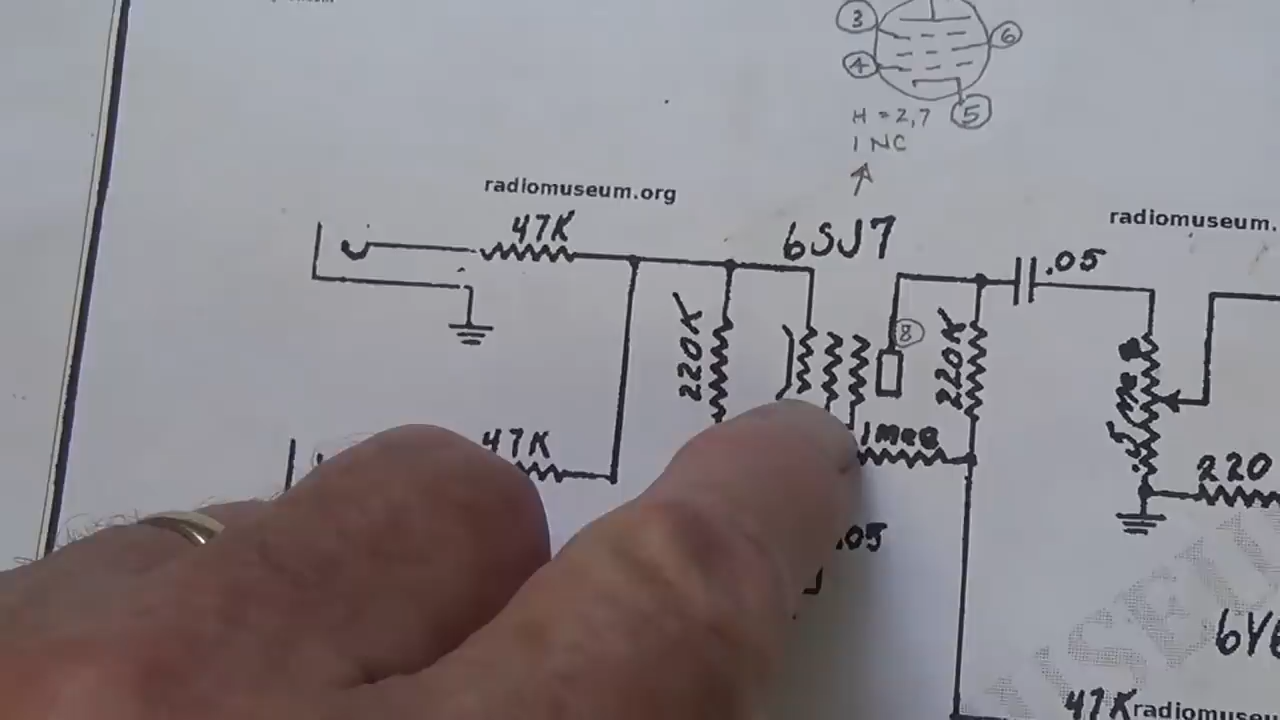 3
6
4
5
H = 2,7
1 NC
radiomuseum.org
radiomuseum.
6SJ7
47K
.05
8
220K
220K
47K
1MEG
220
.05
6V6
47K
radiomuseu